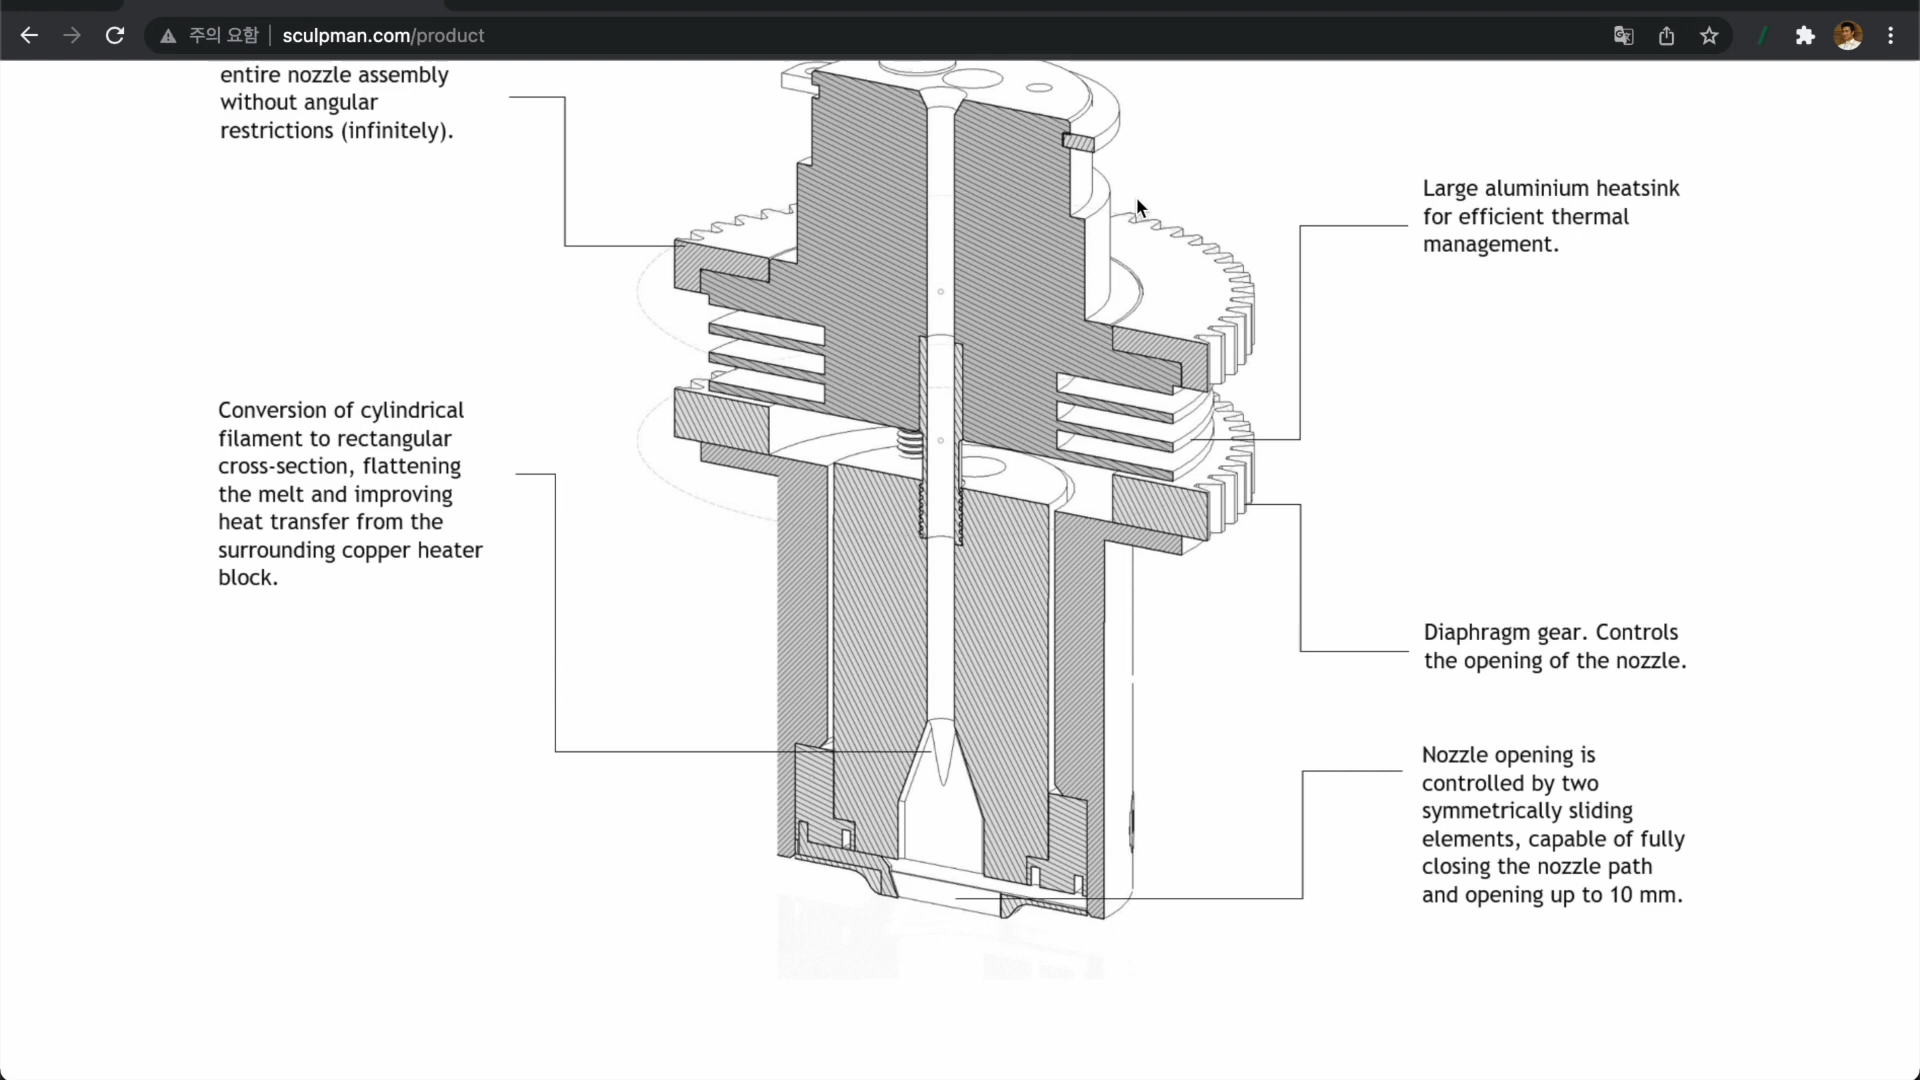 주의 요함
sculpman.com/product
entire nozzle assembly
without angular
restrictions (infinitely).
Large aluminium heatsink
for efficient thermal
management.
Conversion of cylindrical
filament to rectangular
cross-section, flattening
the melt and improving
heat transfer from the
surrounding copper heater
block.
Diaphragm gear. Controls
the opening of the nozzle.
Nozzle opening is
controlled by two
symmetrically sliding
elements, capable of fully
closing the nozzle path
and opening up to 10 mm.